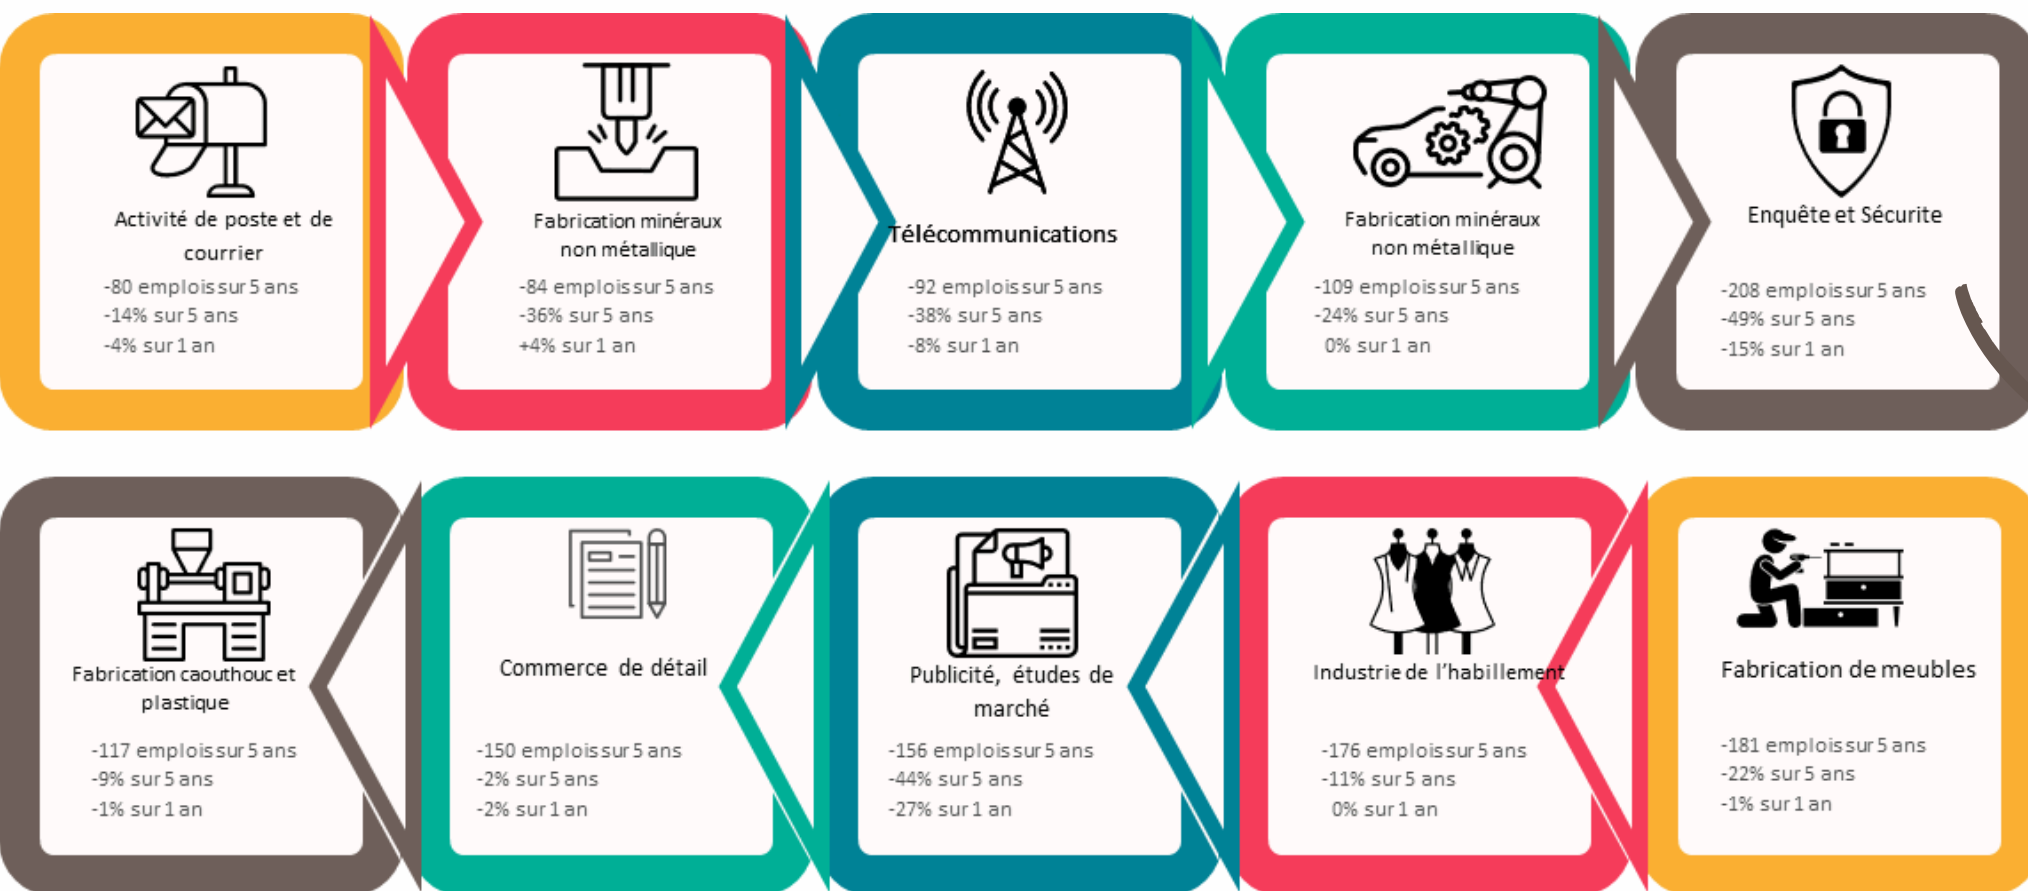 Activité de poste et de
courrier
-80 emplois sur 5 ans
-14% sur 5 ans
-4% sur 1 an
Fabrication minéraux
non métallique
-84 emplois sur 5 ans
-36% sur 5 ans
+4% sur 1 an
Télécommunications
-92 emplois sur 5 ans
-38% sur 5 ans
-8% sur 1 an
Fabrication minéraux
non métallique
-109 emplois sur 5 ans
-24% sur 5 ans
0% sur 1 an
Enquête et Sécurite
-208 emplois sur 5 ans
-49% sur 5 ans
-15% sur 1 an
Fabrication caouthouc et
plastique
-117 emplois sur 5 ans
-9% sur 5 ans
-1% sur 1 an
Commerce de détail
-150 emplois sur 5 ans
-2% sur 5 ans
-2% sur 1 an
Publicité, études de
marché
-156 emplois sur 5 ans
-44% sur 5 ans
-27% sur 1 an
Industrie de l'habillement
-176 emplois sur 5 ans
-11% sur 5 ans
0% sur 1 an
Fabrication de meubles
-181 emplois sur 5 ans
-22% sur 5 ans
-1% sur 1 an